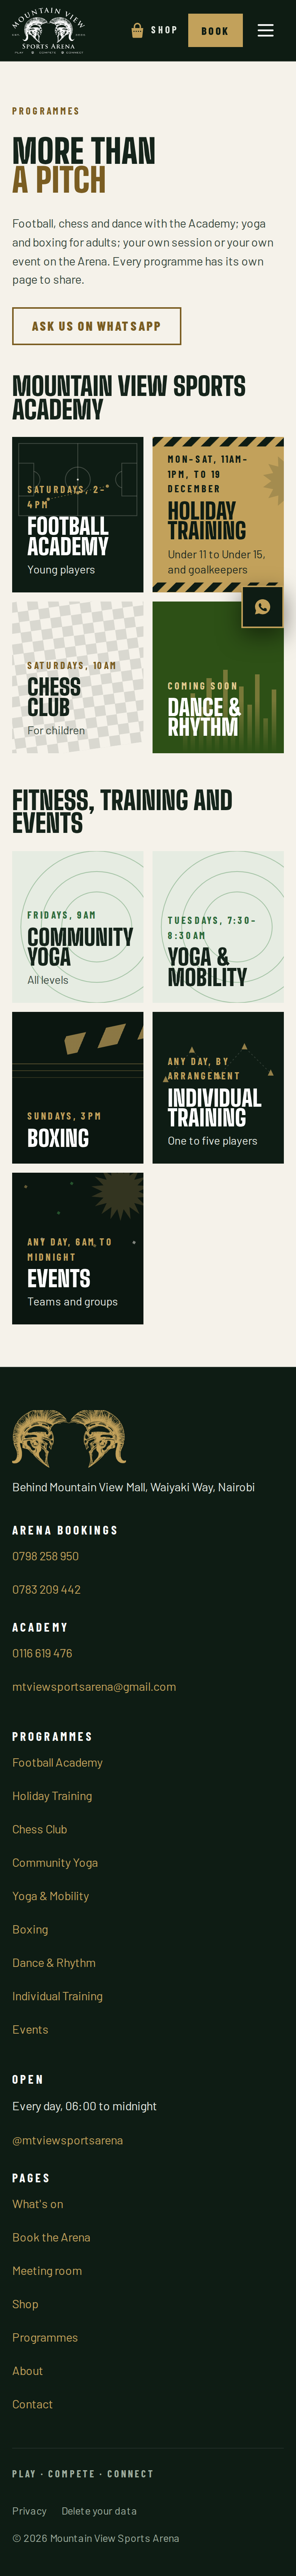 MOUNTAIN VIEW
SPORTS ARENA
PLAY · COMPETE · CONNECT
SHOP
BOOK
PROGRAMMES
MORE THAN
A PITCH
Football, chess and dance with the Academy; yoga
and boxing for adults; your own session or your own
event on the Arena. Every programme has its own
page to share.
ASK US ON WHATSAPP
MOUNTAIN VIEW SPORTS
ACADEMY
SATURDAYS, 2–
4PM
FOOTBALL
ACADEMY
Young players
MON–SAT, 11AM–
1PM, TO 19
DECEMBER
HOLIDAY
TRAINING
Under 11 to Under 15,
and goalkeepers
SATURDAYS, 10AM
CHESS
CLUB
For children
COMING SOON
DANCE &
RHYTHM
FITNESS, TRAINING AND
EVENTS
FRIDAYS, 9AM
COMMUNITY
YOGA
All levels
TUESDAYS, 7:30–
8:30AM
YOGA &
MOBILITY
SUNDAYS, 3PM
BOXING
ANY DAY, BY
ARRANGEMENT
INDIVIDUAL
TRAINING
One to five players
ANY DAY, 6AM TO
MIDNIGHT
EVENTS
Teams and groups
Behind Mountain View Mall, Waiyaki Way, Nairobi
ARENA BOOKINGS
0798 258 950
0783 209 442
ACADEMY
0116 619 476
mtviewsportsarena@gmail.com
PROGRAMMES
Football Academy
Holiday Training
Chess Club
Community Yoga
Yoga & Mobility
Boxing
Dance & Rhythm
Individual Training
Events
OPEN
Every day, 06:00 to midnight
@mtviewsportsarena
PAGES
What's on
Book the Arena
Meeting room
Shop
Programmes
About
Contact
PLAY · COMPETE · CONNECT
Privacy Delete your data
© 2026 Mountain View Sports Arena